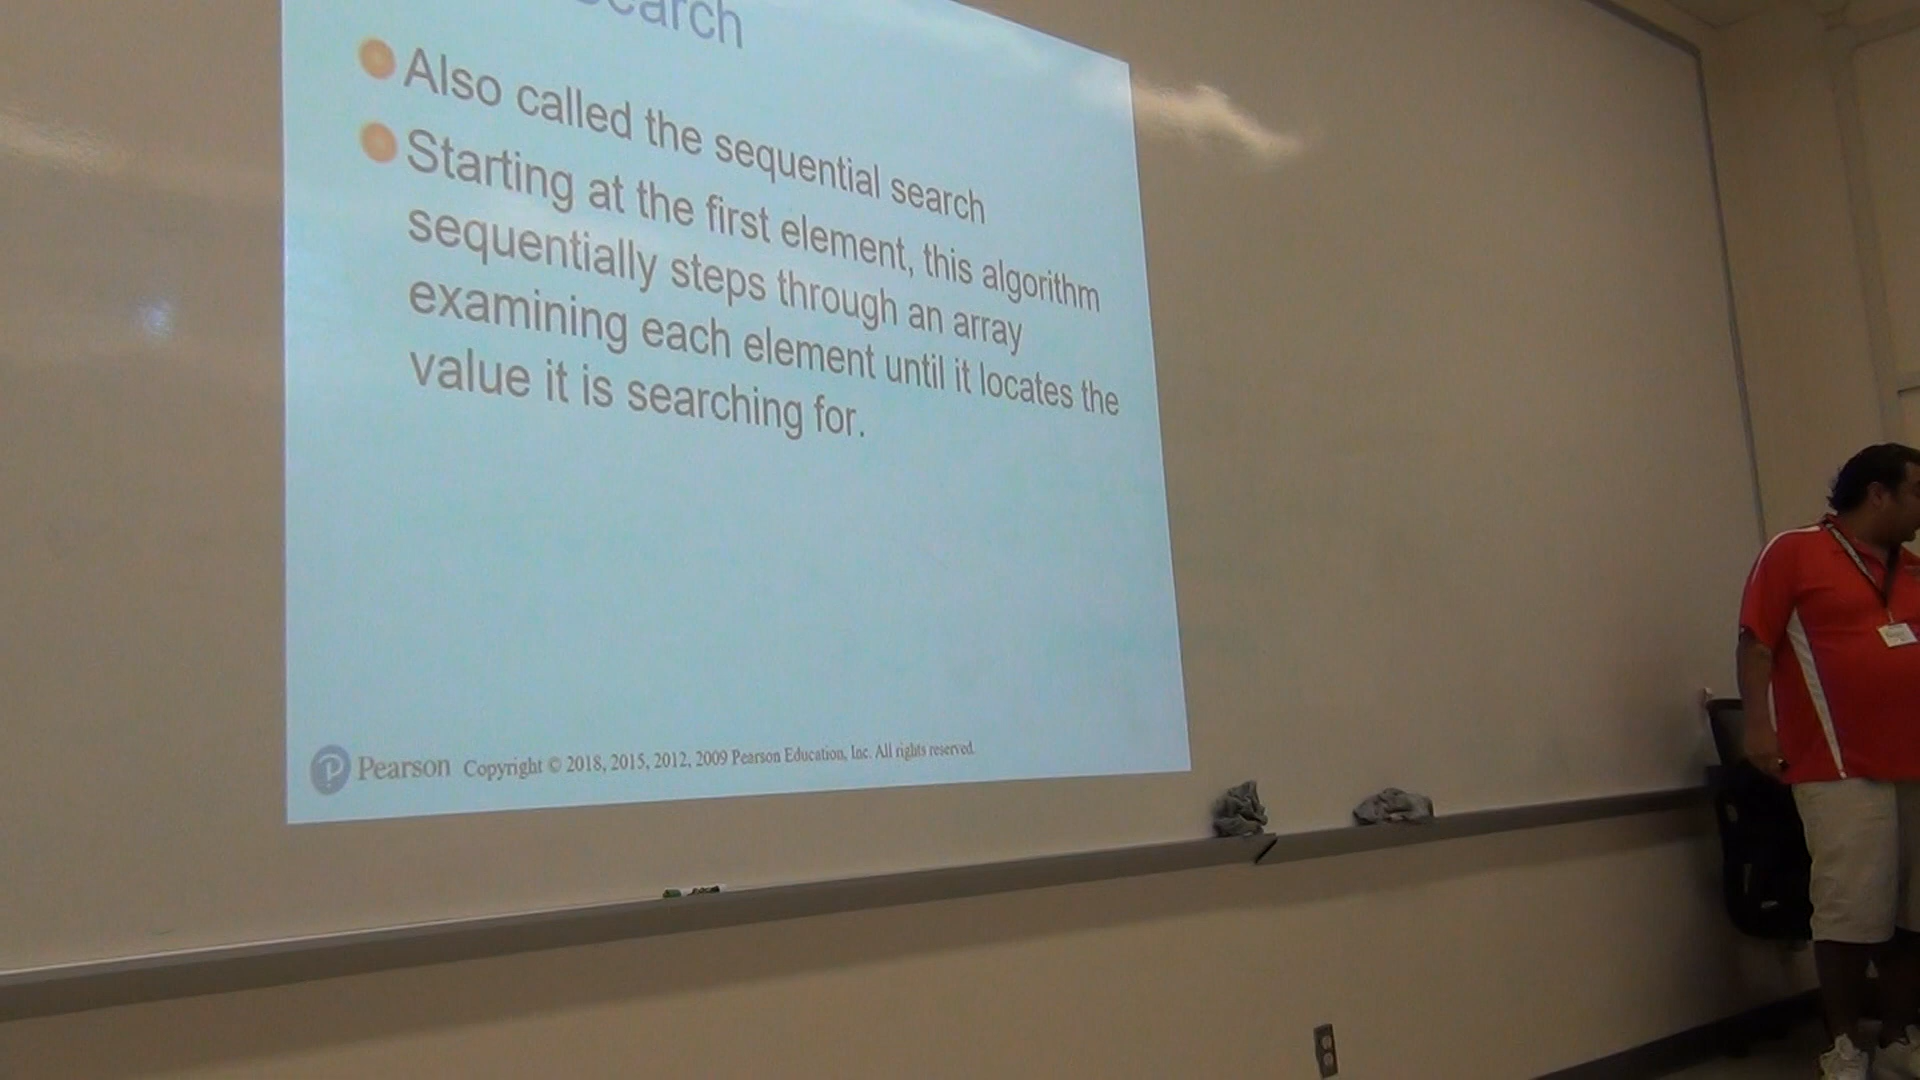 Search
Also called the sequential search
Starting at the first element, this algorithm
sequentially steps through an array
examining each element until it locates the
value it is searching for.
Pearson Copyright © 2018, 2015, 2012, 2009 Pearson Education, Inc. All rights reserved.